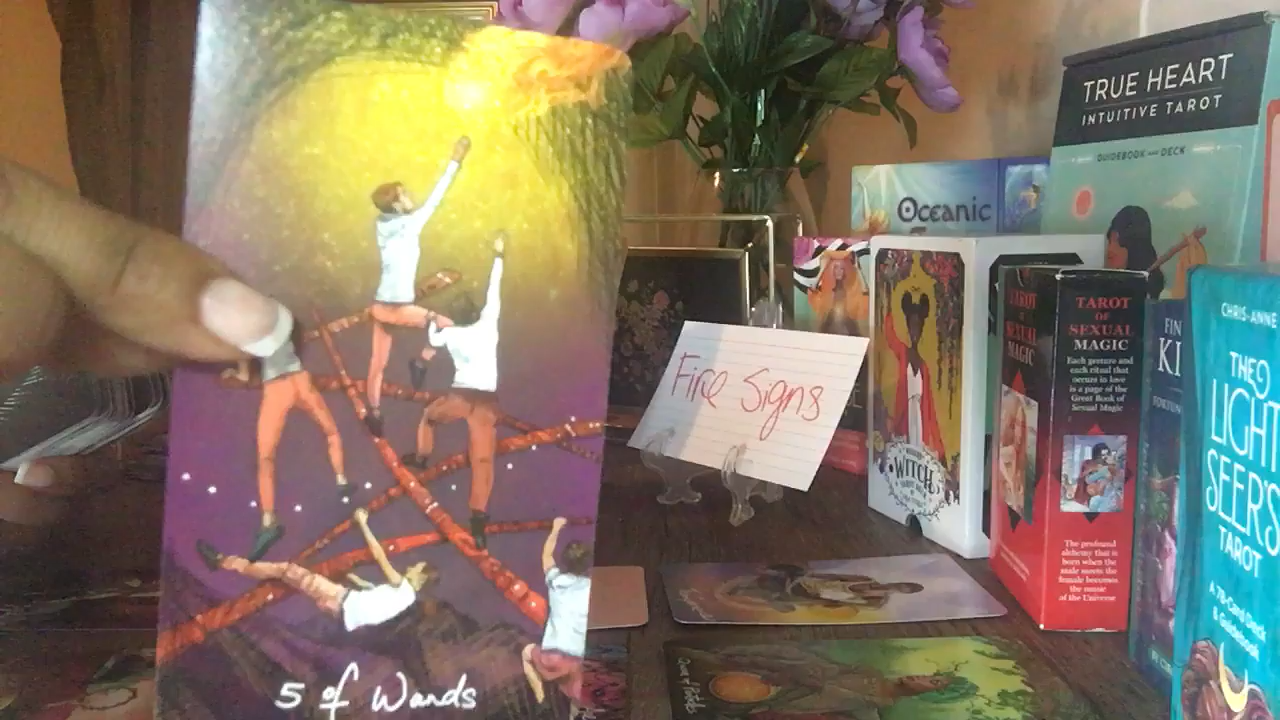 5 of Wands
Fire Signs
Oceanic
TRUE HEART
INTUITIVE TAROT
GUIDEBOOK AND DECK
WITCH
TAROT
OF
SEXUAL
MAGIC
TAROT
OF
SEXUAL
MAGIC
Each gesture and
each ritual that
occurs in love
is a page of the
Great Book of
Sexual Magic
The profound
alchemy that is
born when the
male meets the
female becomes
the music
of the Universe
FIN
KI
CHRIS-ANNE
THE
LIGHT
SEER'S
TAROT
A 78-Card Deck
& Guidebook